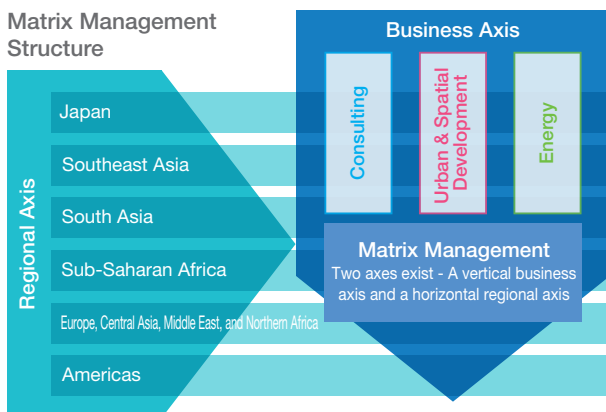 Matrix Management
Structure
Business Axis
Consulting
Urban & Spatial
Development
Energy
Regional Axis
Japan
Southeast Asia
South Asia
Sub-Saharan Africa
Europe, Central Asia, Middle East, and Northern Africa
Americas
Matrix Management
Two axes exist - A vertical business
axis and a horizontal regional axis